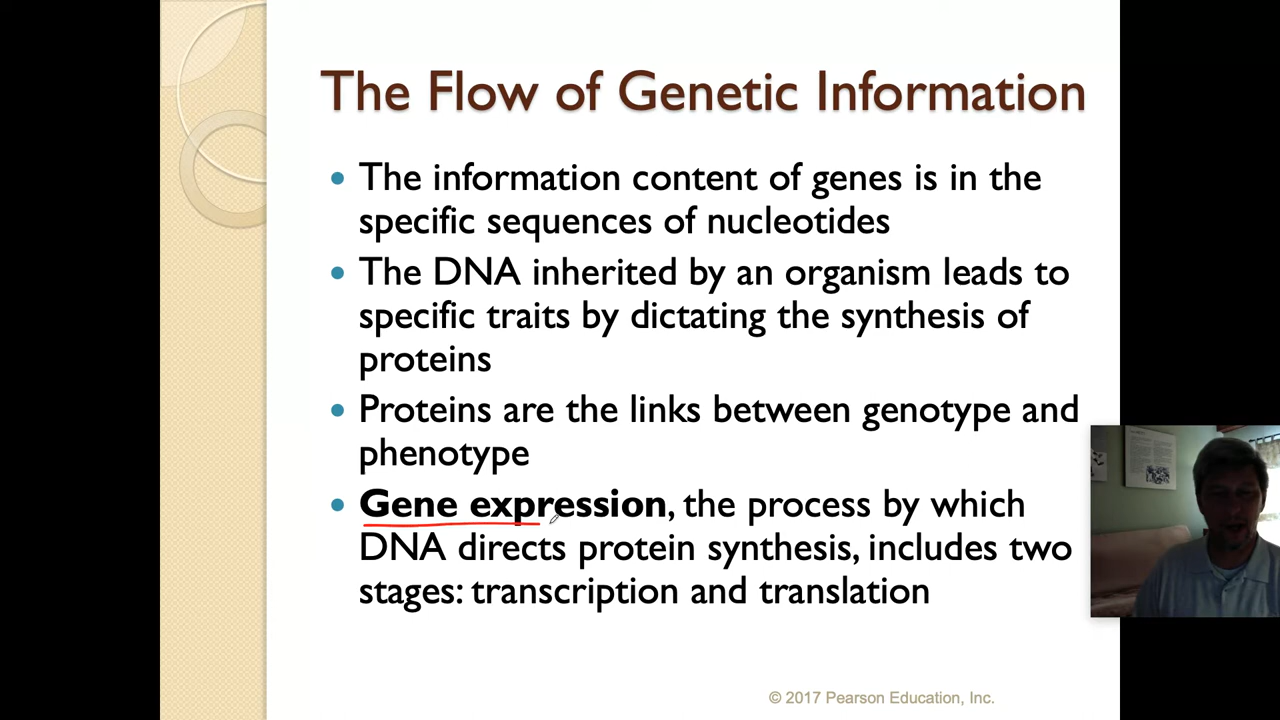 The Flow of Genetic Information
• The information content of genes is in the
specific sequences of nucleotides
• The DNA inherited by an organism leads to
specific traits by dictating the synthesis of
proteins
• Proteins are the links between genotype and
phenotype
• Gene expression, the process by which
DNA directs protein synthesis, includes two
stages: transcription and translation
© 2017 Pearson Education, Inc.